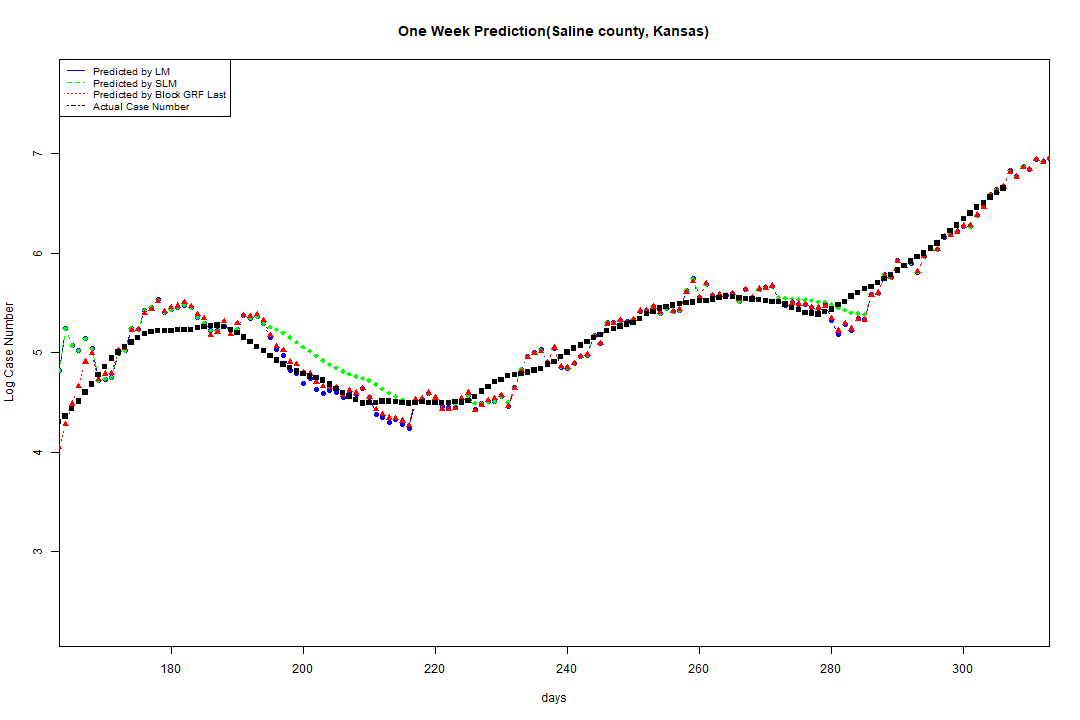 One Week Prediction(Saline county, Kansas)
Predicted by LM
Predicted by SLM
Predicted by Block GRF Last
Actual Case Number
7
6
5
4
3
Log Case Number
180 200 220 240 260 280 300
days